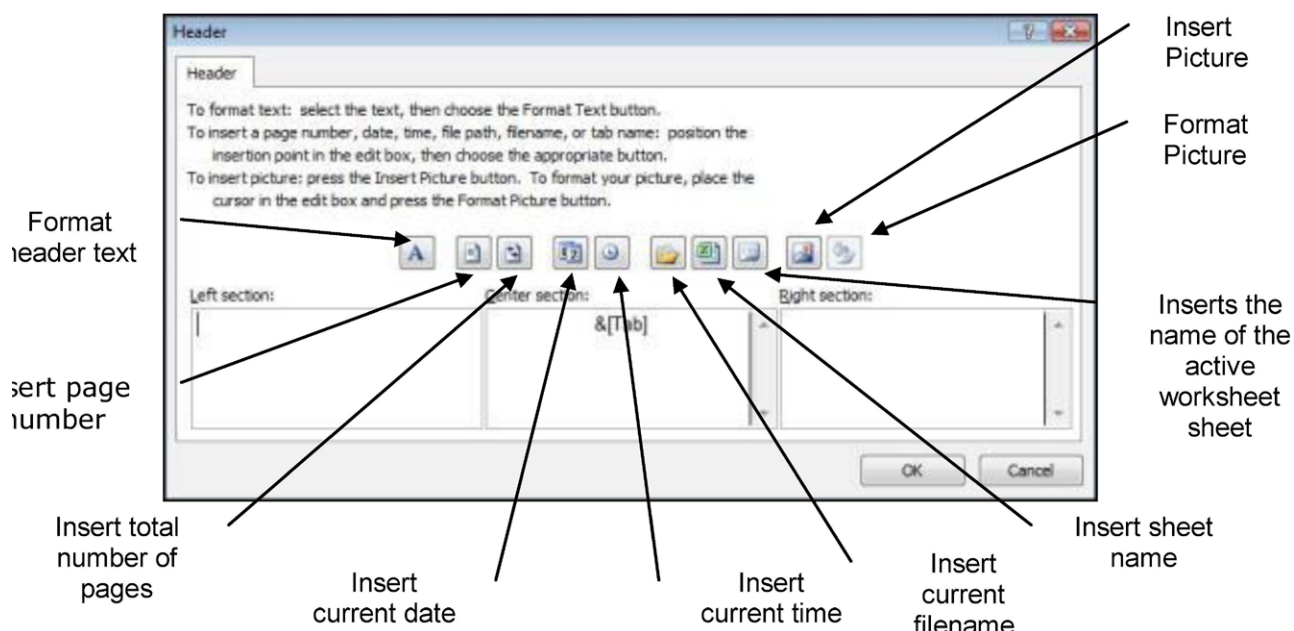 Header
Header
To format text: select the text, then choose the Format Text button.
To insert a page number, date, time, file path, filename, or tab name: position the
insertion point in the edit box, then choose the appropriate button.
To insert picture: press the Insert Picture button. To format your picture, place the
cursor in the edit box and press the Format Picture button.
Insert
Picture
Format
Picture
Format
header text
A
Left section:
Center section:
Right section:
&[Tab]
Inserts the
name of the
active
worksheet
sheet
sert page
number
OK
Cancel
Insert total
number of
pages
Insert
current date
Insert
current time
Insert
current
filename
Insert sheet
name